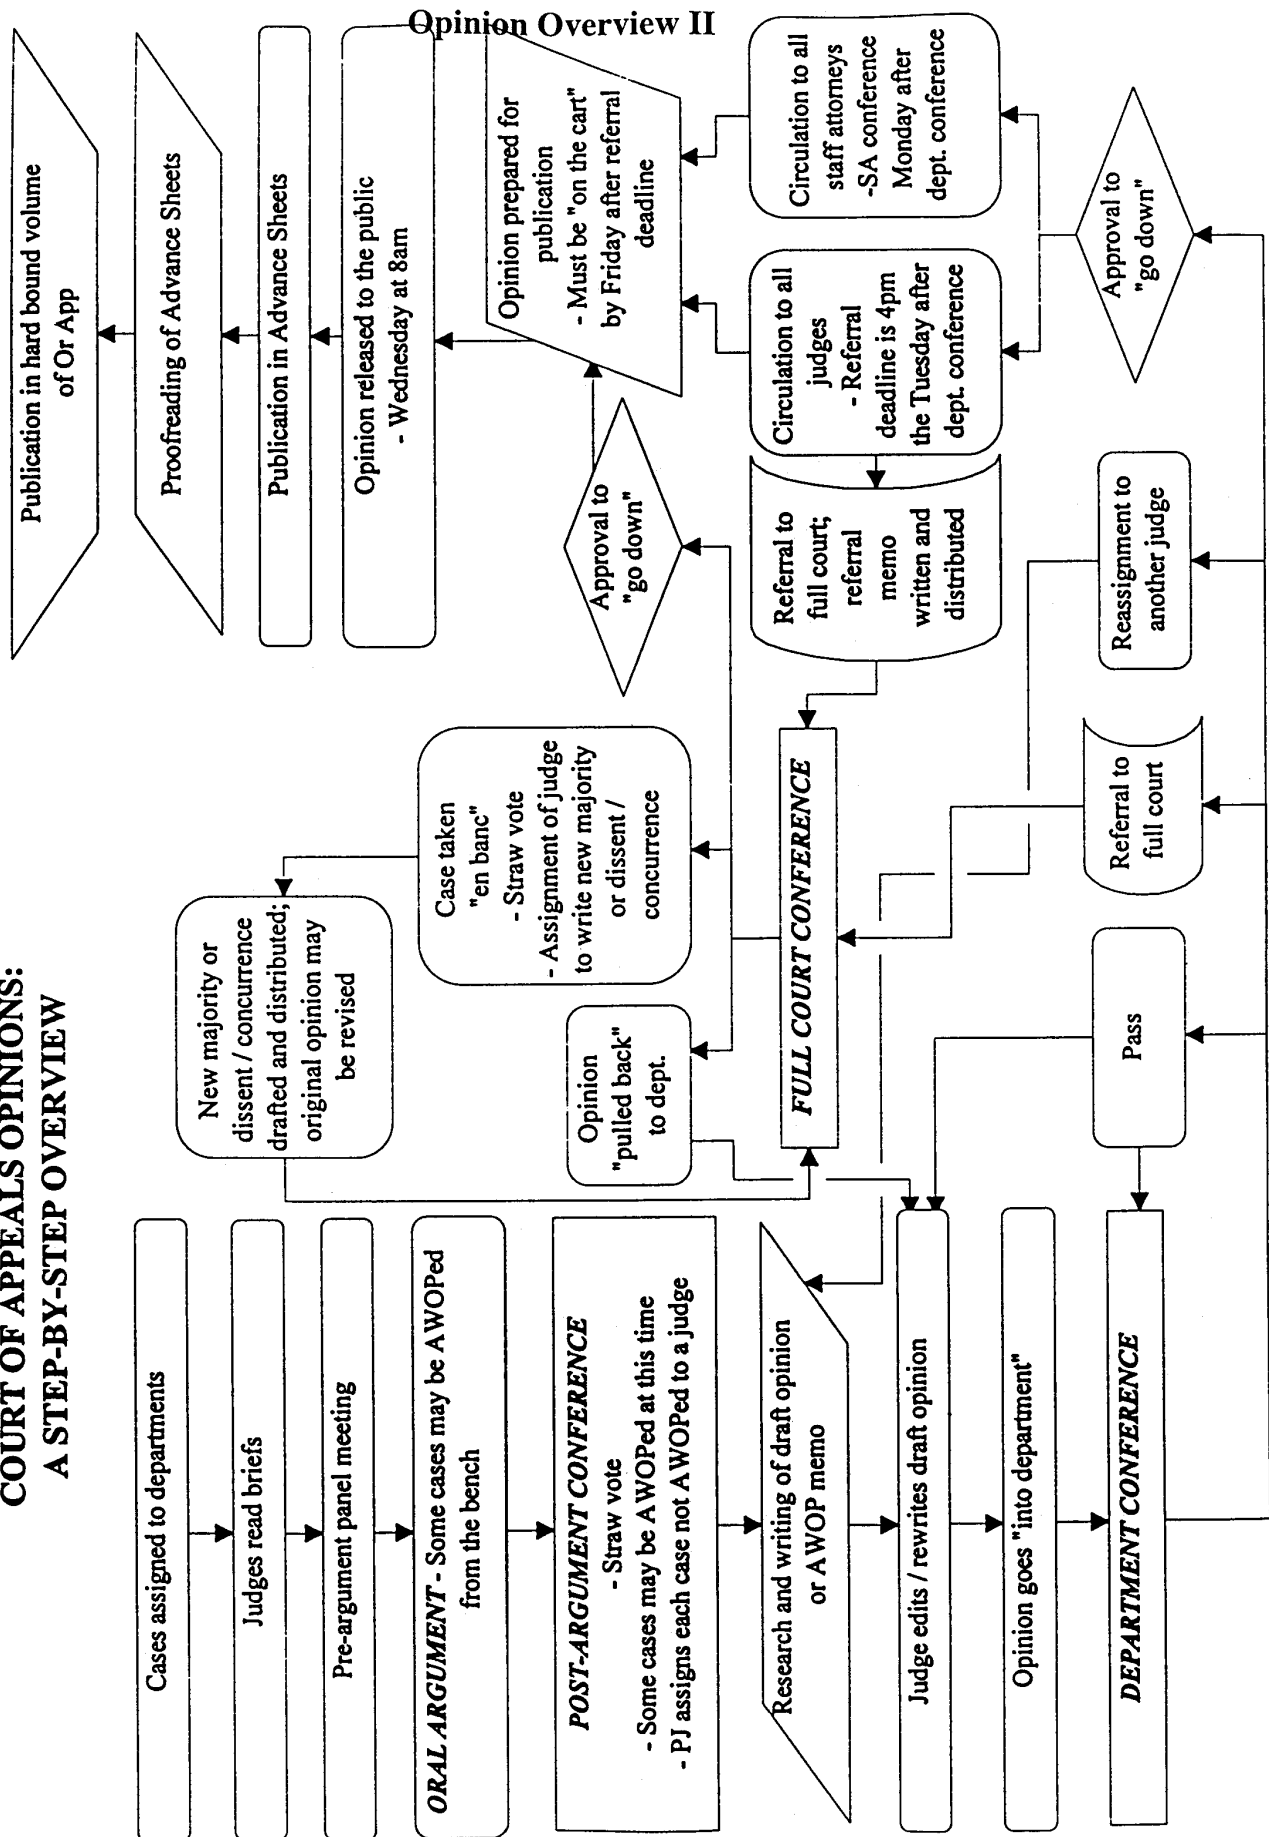 Opinion Overview II
COURT OF APPEALS OPINIONS:
A STEP-BY-STEP OVERVIEW
Cases assigned to departments
Judges read briefs
Pre-argument panel meeting
ORAL ARGUMENT - Some cases may be AWOPed
from the bench
POST-ARGUMENT CONFERENCE
- Straw vote
- Some cases may be AWOPed at this time
- PJ assigns each case not AWOPed to a judge
Research and writing of draft opinion
or AWOP memo
Judge edits / rewrites draft opinion
Opinion goes "into department"
DEPARTMENT CONFERENCE
New majority or
dissent / concurrence
drafted and distributed;
original opinion may
be revised
Opinion
"pulled back"
to dept.
Case taken
"en banc"
- Straw vote
- Assignment of judge
to write new majority
or dissent /
concurrence
FULL COURT CONFERENCE
Pass
Referral to
full court
Reassignment to
another judge
Approval to
"go down"
Publication in hard bound volume
of Or App
Proofreading of Advance Sheets
Publication in Advance Sheets
Opinion released to the public
- Wednesday at 8am
Opinion prepared for
publication
- Must be "on the cart"
by Friday after referral
deadline
Approval to
"go down"
Referral to
full court;
referral
memo
written and
distributed
Circulation to all
judges
- Referral
deadline is 4pm
the Tuesday after
dept. conference
Circulation to all
staff attorneys
-SA conference
Monday after
dept. conference